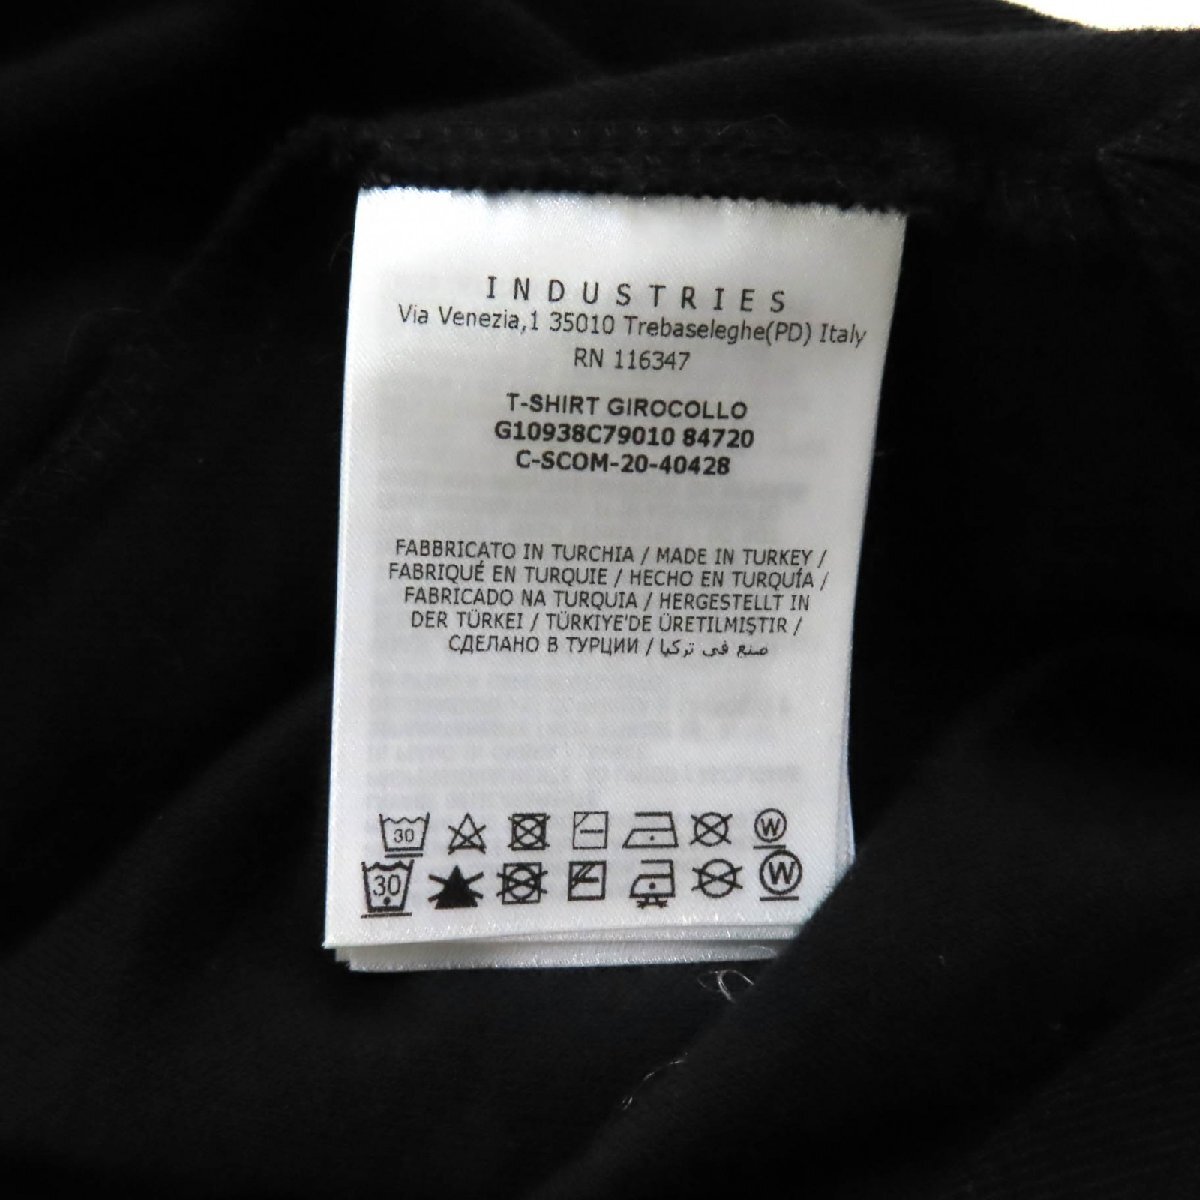 INDUSTRIES
Via Venezia,1 35010 Trebaseleghe(PD) Italy
RN 116347
T-SHIRT GIROCOLLO
G10938C79010 84720
C-SCOM-20-40428
FABBRICATO IN TURCHIA / MADE IN TURKEY /
FABRIQUÉ EN TURQUIE / HECHO EN TURQUÍA /
FABRICADO NA TURQUIA / HERGESTELLT IN
DER TÜRKEI / TÜRKIYE'DE ÜRETILMIŞTIR /
СДЕЛАНО В ТУРЦИИ / صنع في تركيا
30 W
30 W